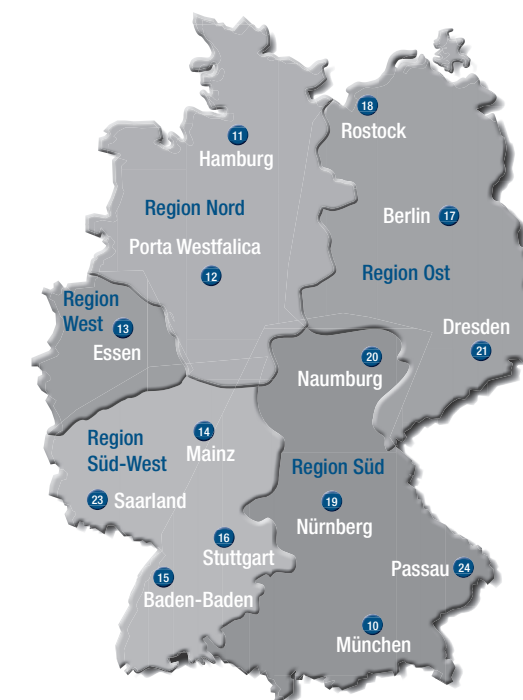 18
Rostock
11
Hamburg
Region Nord
Berlin 17
Porta Westfalica
12
Region Ost
Region
West 13
Essen
Dresden
21
20
Naumburg
14
Mainz
Region
Süd-West
Region Süd
23 Saarland
19
Nürnberg
16
Stuttgart
Passau 24
15
Baden-Baden
10
München